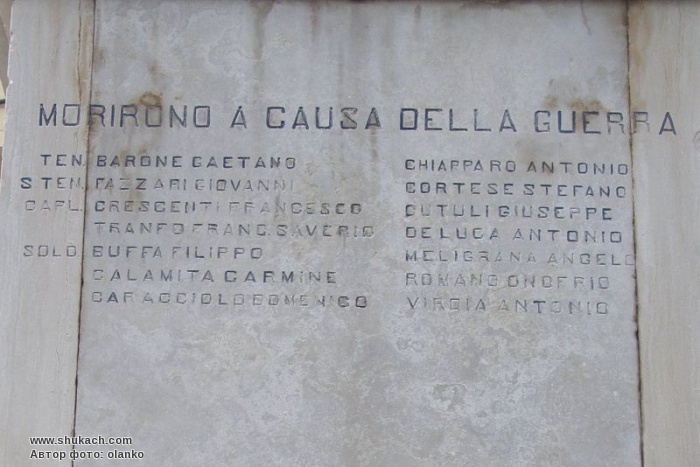 MORIRONO A CAUSA DELLA GUERRA
TEN. BARONE GAETANO
S TEN. FAZZARI GIOVANNI
CAPL. CRESCENTI FRANCESCO
TRANFO FRANC. SAVERIO
SOLD. BUFFA FILIPPO
CALAMITA CARMINE
CARACCIOLO DOMENICO
CHIAPPARO ANTONIO
CORTESE STEFANO
CUTULI GIUSEPPE
DE LUCA ANTONIO
MELIGRANA ANGELO
ROMANO ONOFRIO
VIRDIA ANTONIO
www.shukach.com
Автор фото: olanko